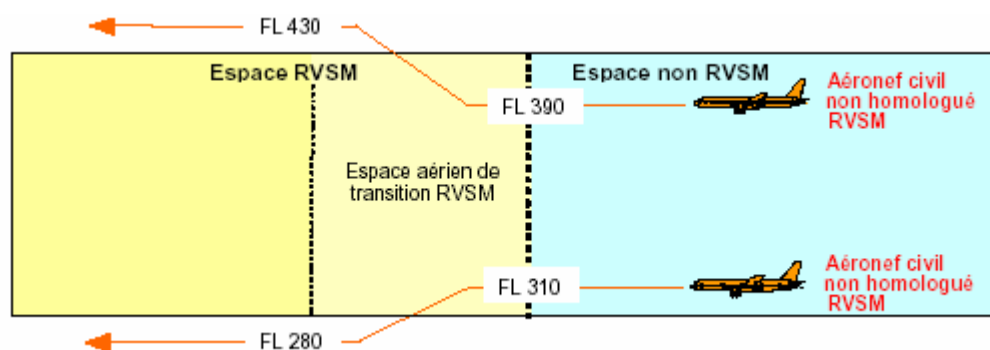 FL 430
Espace RVSM
Espace non RVSM
Aéronef civil
non homologué
RVSM
FL 390
Espace aérien de
transition RVSM
FL 310
Aéronef civil
non homologué
RVSM
FL 280